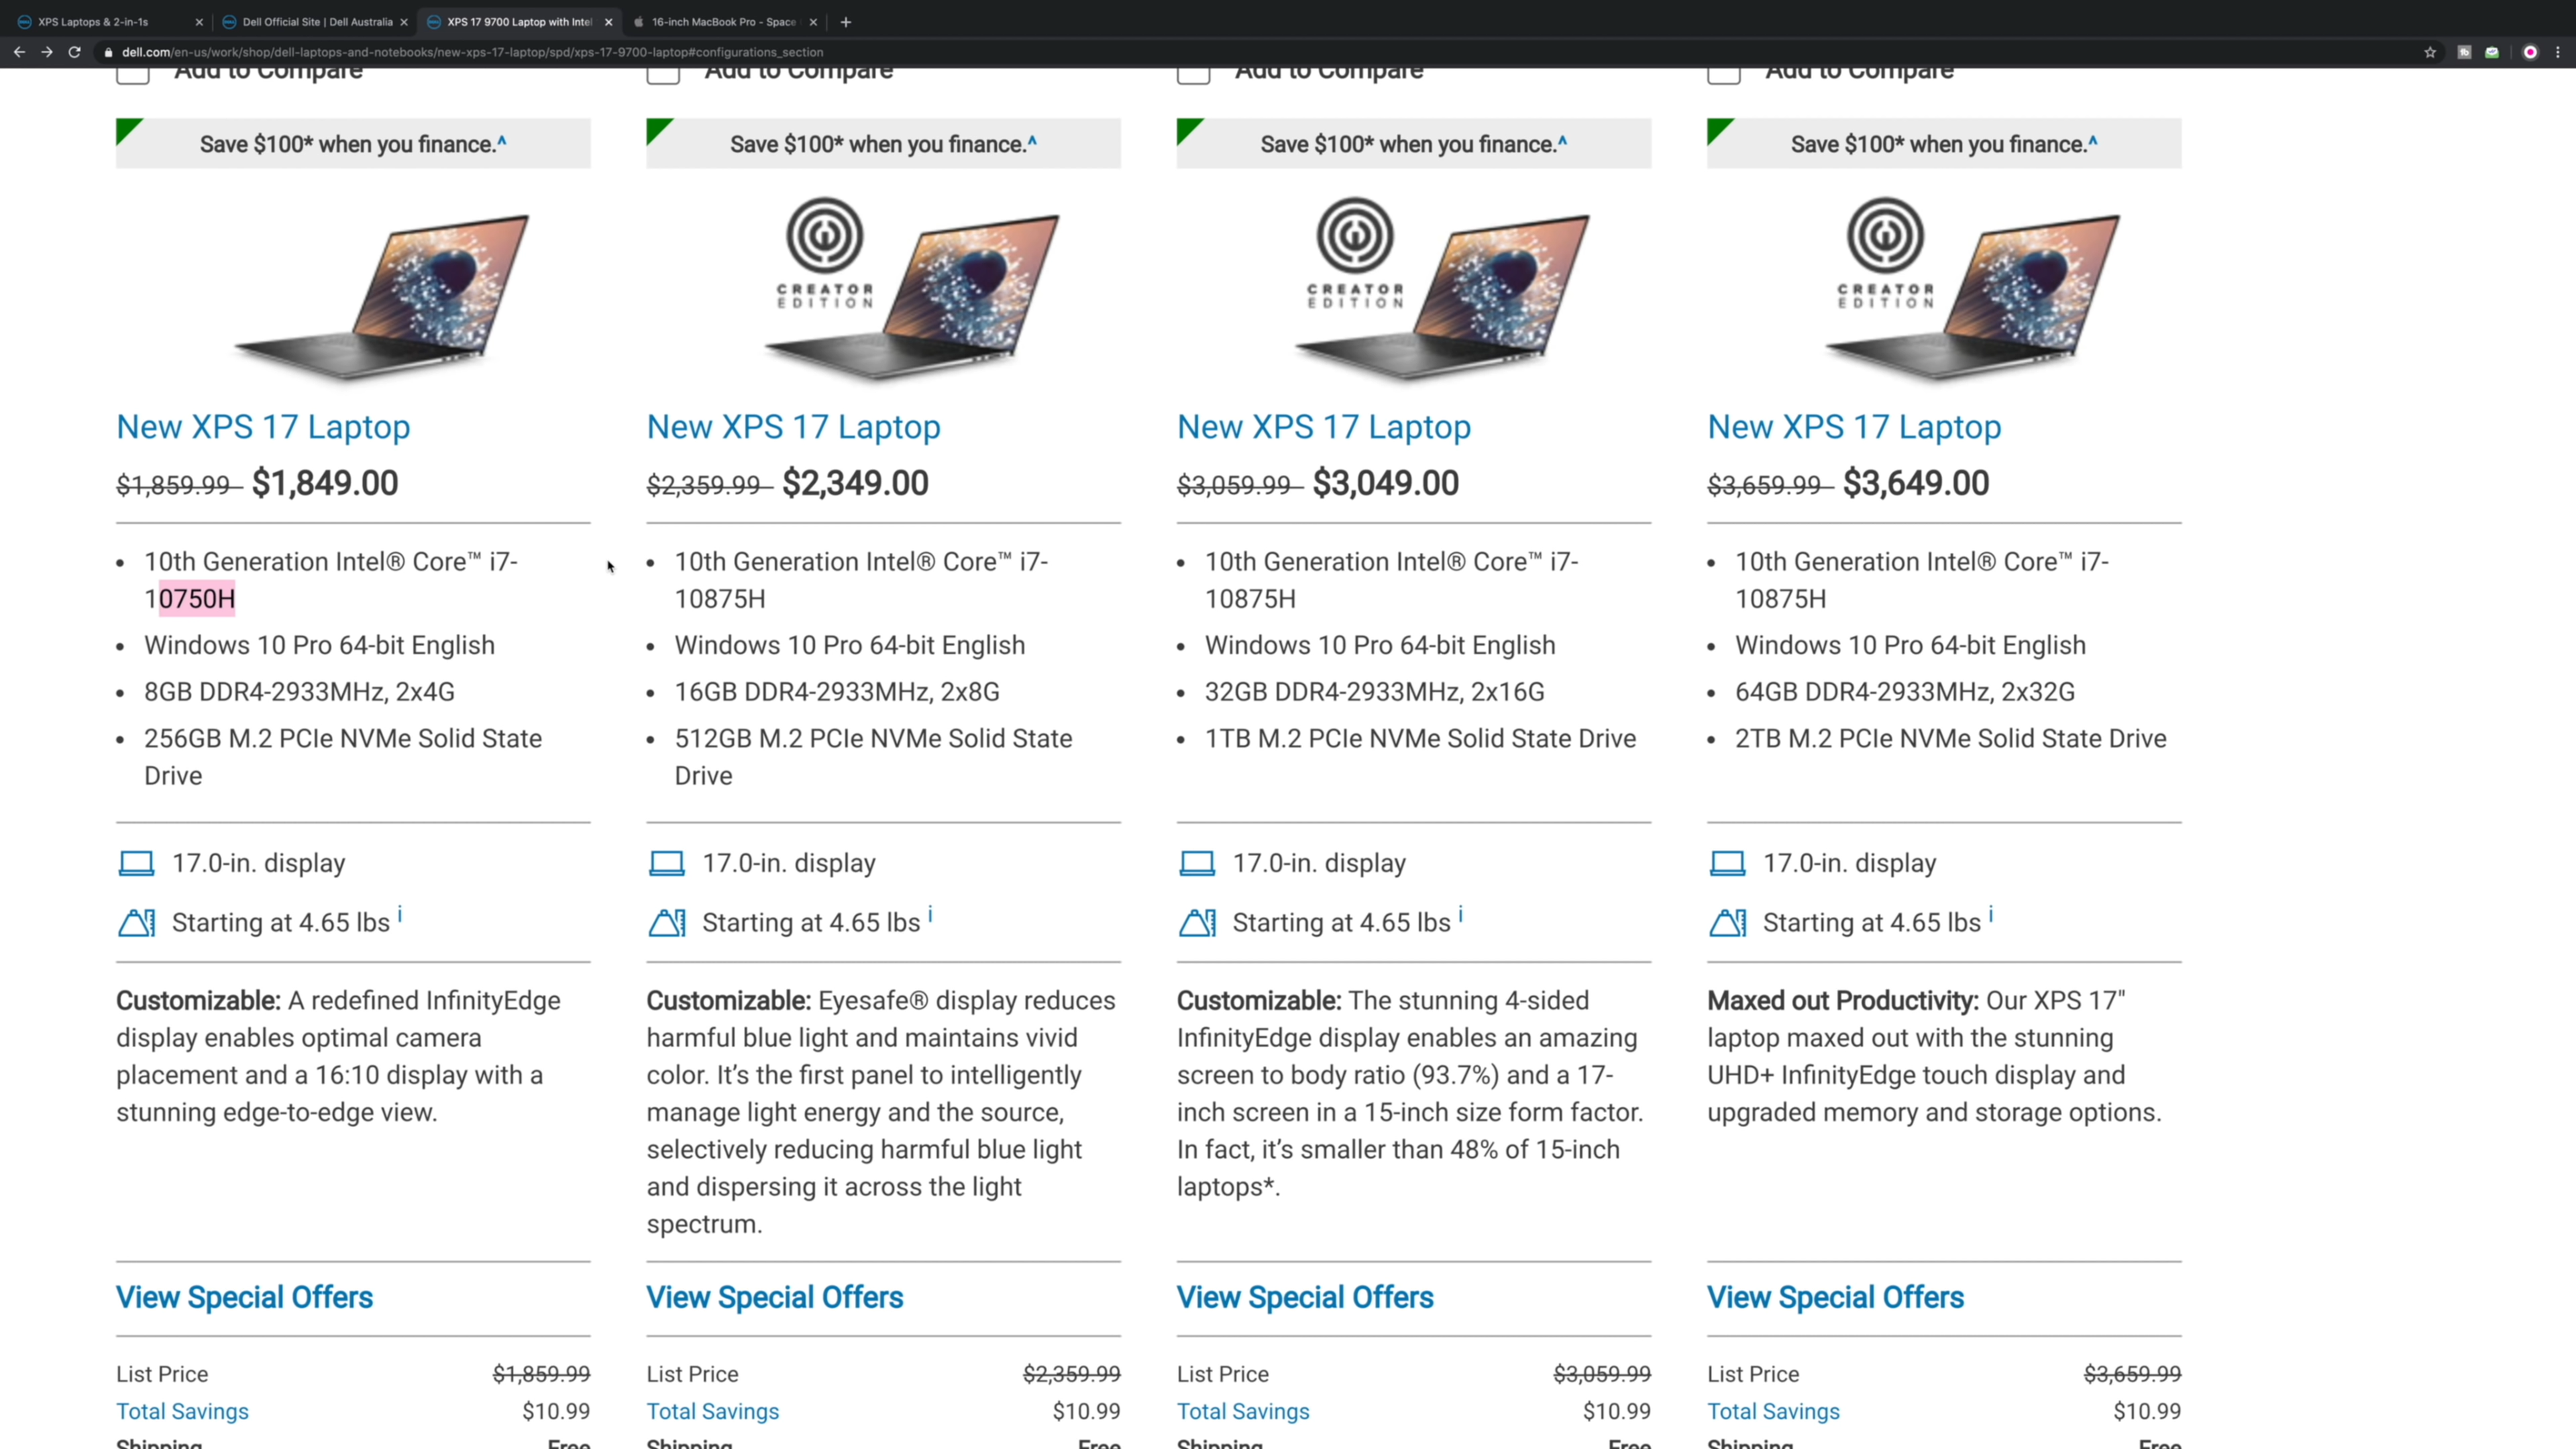 XPS Laptops & 2-in-1s
Dell Official Site | Dell Australia
XPS 17 9700 Laptop with Intel
16-inch MacBook Pro - Space
dell.com/en-us/work/shop/dell-laptops-and-notebooks/new-xps-17-laptop/spd/xps-17-9700-laptop#configurations_section
Add to Compare
Add to Compare
Add to Compare
Add to Compare
Save $100* when you finance.^
Save $100* when you finance.^
Save $100* when you finance.^
Save $100* when you finance.^
CREATOR
EDITION
CREATOR
EDITION
CREATOR
EDITION
New XPS 17 Laptop
$1,859.99 $1,849.00
10th Generation Intel® Core™ i7-
10750H
Windows 10 Pro 64-bit English
8GB DDR4-2933MHz, 2x4G
256GB M.2 PCIe NVMe Solid State
Drive
17.0-in. display
Starting at 4.65 lbs i
Customizable: A redefined InfinityEdge
display enables optimal camera
placement and a 16:10 display with a
stunning edge-to-edge view.
View Special Offers
List Price $1,859.99
Total Savings $10.99
Shipping Free
New XPS 17 Laptop
$2,359.99 $2,349.00
10th Generation Intel® Core™ i7-
10875H
Windows 10 Pro 64-bit English
16GB DDR4-2933MHz, 2x8G
512GB M.2 PCIe NVMe Solid State
Drive
17.0-in. display
Starting at 4.65 lbs i
Customizable: Eyesafe® display reduces
harmful blue light and maintains vivid
color. It's the first panel to intelligently
manage light energy and the source,
selectively reducing harmful blue light
and dispersing it across the light
spectrum.
View Special Offers
List Price $2,359.99
Total Savings $10.99
Shipping Free
New XPS 17 Laptop
$3,059.99 $3,049.00
10th Generation Intel® Core™ i7-
10875H
Windows 10 Pro 64-bit English
32GB DDR4-2933MHz, 2x16G
1TB M.2 PCIe NVMe Solid State Drive
17.0-in. display
Starting at 4.65 lbs i
Customizable: The stunning 4-sided
InfinityEdge display enables an amazing
screen to body ratio (93.7%) and a 17-
inch screen in a 15-inch size form factor.
In fact, it's smaller than 48% of 15-inch
laptops*.
View Special Offers
List Price $3,059.99
Total Savings $10.99
Shipping Free
New XPS 17 Laptop
$3,659.99 $3,649.00
10th Generation Intel® Core™ i7-
10875H
Windows 10 Pro 64-bit English
64GB DDR4-2933MHz, 2x32G
2TB M.2 PCIe NVMe Solid State Drive
17.0-in. display
Starting at 4.65 lbs i
Maxed out Productivity: Our XPS 17"
laptop maxed out with the stunning
UHD+ InfinityEdge touch display and
upgraded memory and storage options.
View Special Offers
List Price $3,659.99
Total Savings $10.99
Shipping Free